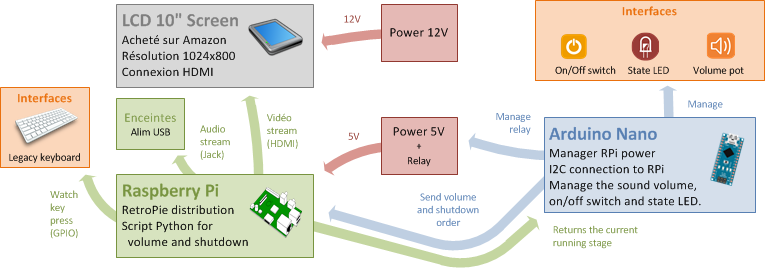 LCD 10" Screen
Acheté sur Amazon
Résolution 1024x800
Connexion HDMI
12V
Power 12V
Interfaces
On/Off switch
State LED
Volume pot
Interfaces
Legacy keyboard
Enceintes
Alim USB
Audio
stream
(Jack)
Vidéo
stream
(HDMI)
5V
Power 5V
+
Relay
Manage
relay
Manage
Arduino Nano
Manager RPi power
I2C connection to RPi
Manage the sound volume,
on/off switch and state LED.
Watch
key
press
(GPIO)
Raspberry Pi
RetroPie distribution
Script Python for
volume and shutdown
Send volume
and shutdown
order
Returns the current
running stage